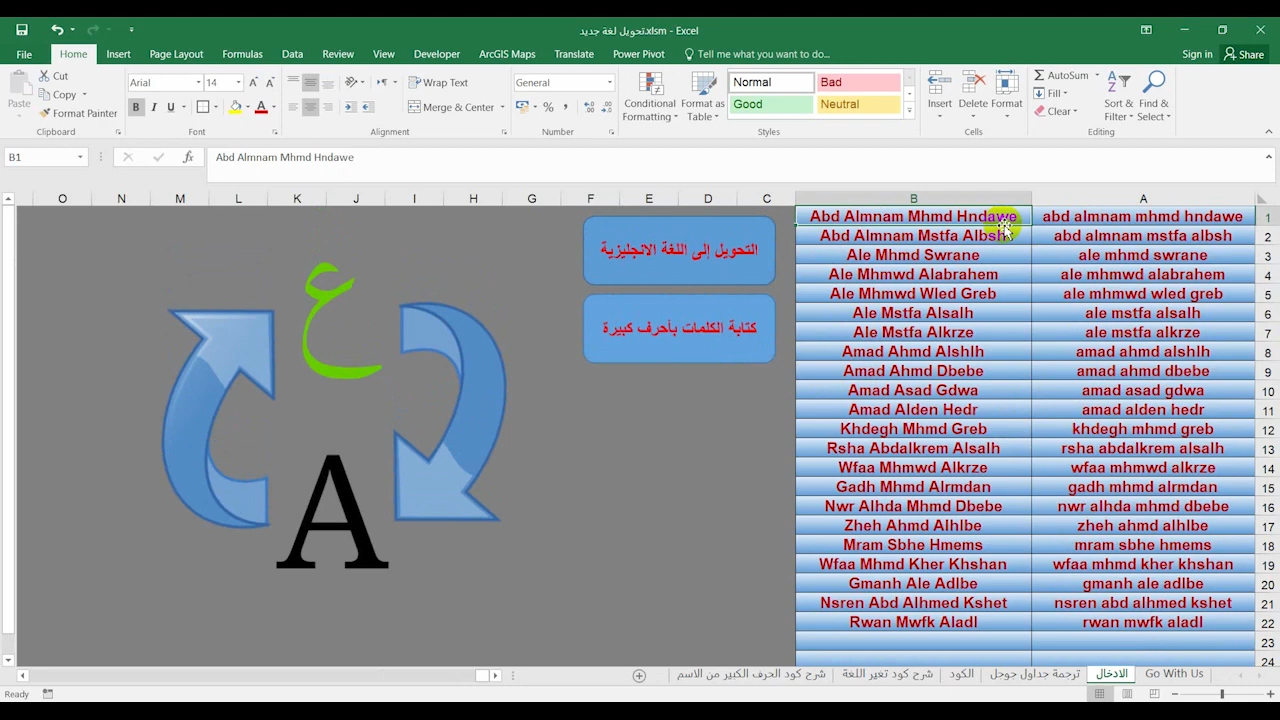 تحويل لغة جديد.xlsm - Excel
File Home Insert Page Layout Formulas Data Review View Developer ArcGIS Maps Translate Power Pivot Tell me what you want to do... Sign in Share
Paste
Cut
Copy
Format Painter
Clipboard
Arial 14
B I U
Font
Wrap Text
Merge & Center
Alignment
General
Number
Conditional Formatting
Format as Table
Normal Bad
Good Neutral
Styles
Insert Delete Format
Cells
AutoSum
Fill
Clear
Sort & Filter
Find & Select
Editing
B1 fx Abd Almnam Mhmd Hndawe
O N M L K J I H G F E D C B A
Abd Almnam Mhmd Hndawe abd almnam mhmd hndawe 1
Abd Almnam Mstfa Albsh abd almnam mstfa albsh 2
Ale Mhmd Swrane ale mhmd swrane 3
Ale Mhmwd Alabrahem ale mhmwd alabrahem 4
Ale Mhmwd Wled Greb ale mhmwd wled greb 5
Ale Mstfa Alsalh ale mstfa alsalh 6
Ale Mstfa Alkrze ale mstfa alkrze 7
Amad Ahmd Alshlh amad ahmd alshlh 8
Amad Ahmd Dbebe amad ahmd dbebe 9
Amad Asad Gdwa amad asad gdwa 10
Amad Alden Hedr amad alden hedr 11
Khdegh Mhmd Greb khdegh mhmd greb 12
Rsha Abdalkrem Alsalh rsha abdalkrem alsalh 13
Wfaa Mhmwd Alkrze wfaa mhmwd alkrze 14
Gadh Mhmd Alrmdan gadh mhmd alrmdan 15
Nwr Alhda Mhmd Dbebe nwr alhda mhmd dbebe 16
Zheh Ahmd Alhlbe zheh ahmd alhlbe 17
Mram Sbhe Hmems mram sbhe hmems 18
Wfaa Mhmd Kher Khshan wfaa mhmd kher khshan 19
Gmanh Ale Adlbe gmanh ale adlbe 20
Nsren Abd Alhmed Kshet nsren abd alhmed kshet 21
Rwan Mwfk Aladl rwan mwfk aladl 22
23
24
التحويل إلى اللغة الانجليزية
كتابة الكلمات بأحرف كبيرة
ع
A
Go With Us الادخال ترجمة جداول جوجل الكود شرح كود تغير اللغة شرح كود الحرف الكبير من الاسم
Ready